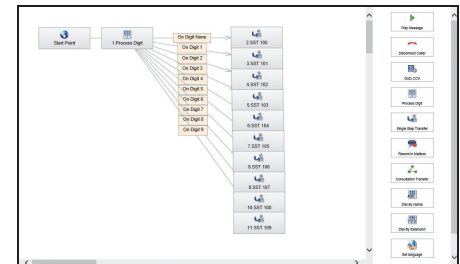 Start Point
1.Process Digit
On Digit None
On Digit 1
On Digit 2
On Digit 3
On Digit 4
On Digit 5
On Digit 6
On Digit 7
On Digit 8
On Digit 9
2.SST 100
3.SST 101
4.SST 102
5.SST 103
6.SST 104
7.SST 105
8.SST 106
9.SST 107
10.SST 108
11.SST 109
Play Message
Disconnect Caller
Process Digit
Single Step Transfer
Record in Mailbox
Consultation Transfer
Dial By Name
Dial By Extension
Set language